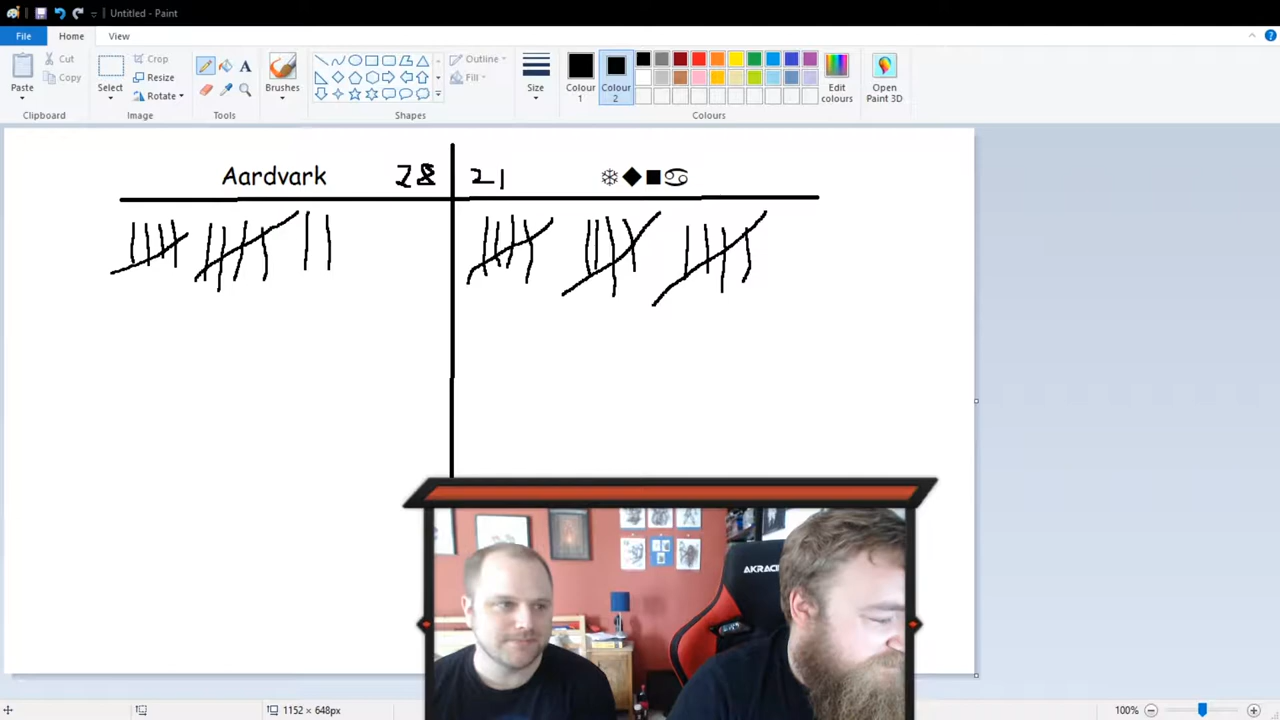 Untitled - Paint
File Home View
Paste Cut Copy Clipboard
Select Crop Resize Rotate Image
Tools
Brushes
Shapes Outline Fill
Size
Colour 1 Colour 2 Edit colours Colours
Open Paint 3D
Aardvark 28 21 ❄◆■♋
AKRACI
1152 × 648px 100%